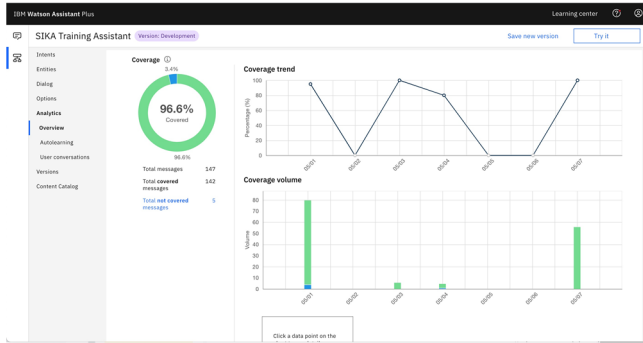 IBM Watson Assistant Plus
Learning center
SIKA Training Assistant
Version: Development
Save new version
Try it
Intents
Entities
Dialog
Options
Analytics
Overview
Autolearning
User conversations
Versions
Content Catalog
Coverage
3.4%
96.6%
Covered
96.6%
Total messages 147
Total covered messages 142
Total not covered messages 5
Coverage trend
Percentage (%)
100
80
60
40
20
0
05/01 05/02 05/03 05/04 05/05 05/06 05/07
Coverage volume
Volume
80
70
60
50
40
30
20
10
0
05/01 05/02 05/03 05/04 05/05 05/06 05/07
Click a data point on the